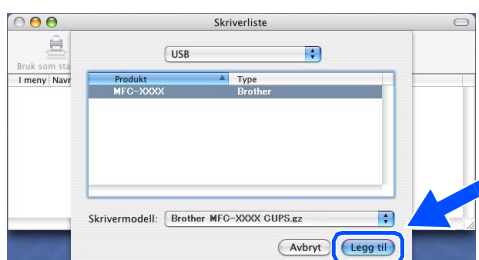 Skriverliste
USB
Bruk som sta
I meny Navr
Produkt Type
MFC-XXXX Brother
Skrivermodell: Brother MFC-XXXX CUPS.gz
Avbryt Legg til